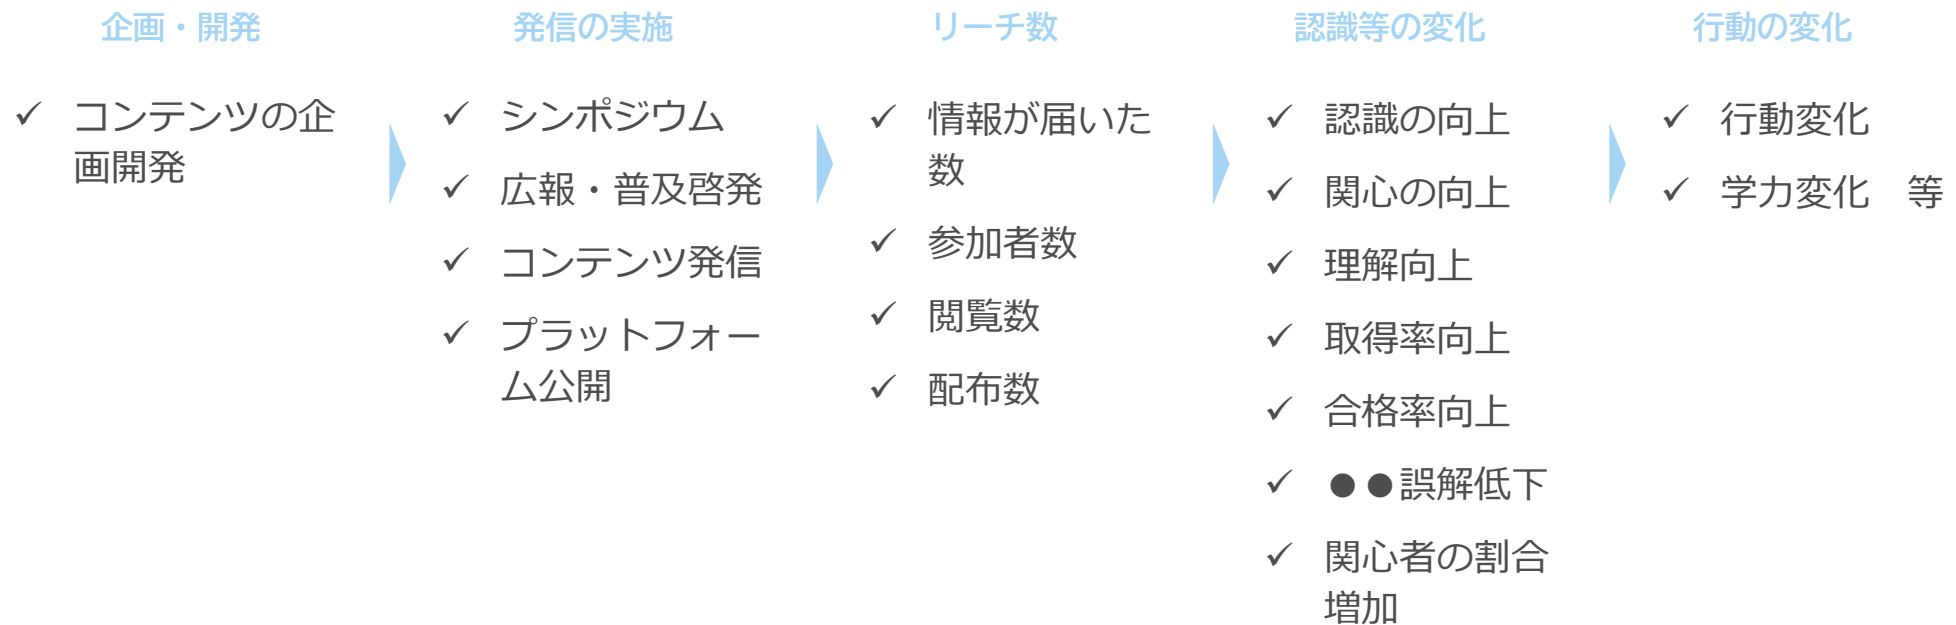 企画・開発
✓ コンテンツの企
画開発
発信の実施
✓ シンポジウム
✓ 広報・普及啓発
✓ コンテンツ発信
✓ プラットフォー
ム公開
リーチ数
✓ 情報が届いた
数
✓ 参加者数
✓ 閲覧数
✓ 配布数
認識等の変化
✓ 認識の向上
✓ 関心の向上
✓ 理解向上
✓ 取得率向上
✓ 合格率向上
✓ ●●誤解低下
✓ 関心者の割合
増加
行動の変化
✓ 行動変化
✓ 学力変化　等